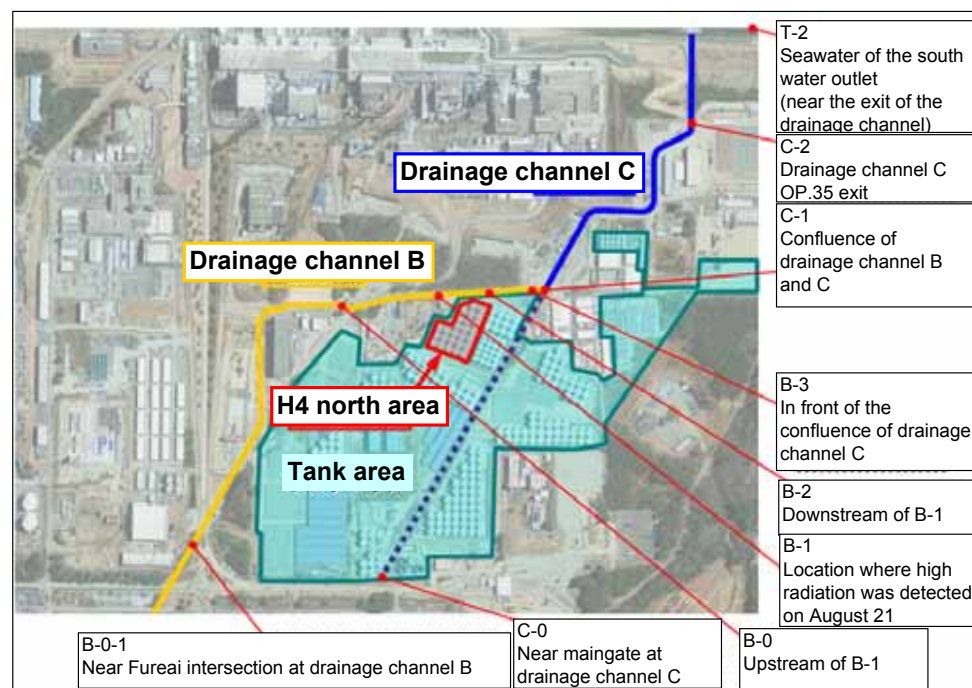 T-2
Seawater of the south
water outlet
(near the exit of the
drainage channel)
C-2
Drainage channel C
OP.35 exit
C-1
Confluence of
drainage channel B
and C
Drainage channel C
Drainage channel B
H4 north area
Tank area
B-3
In front of the
confluence of drainage
channel C
B-2
Downstream of B-1
B-1
Location where high
radiation was detected
on August 21
B-0-1
Near Fureai intersection at drainage channel B
C-0
Near maingate at
drainage channel C
B-0
Upstream of B-1